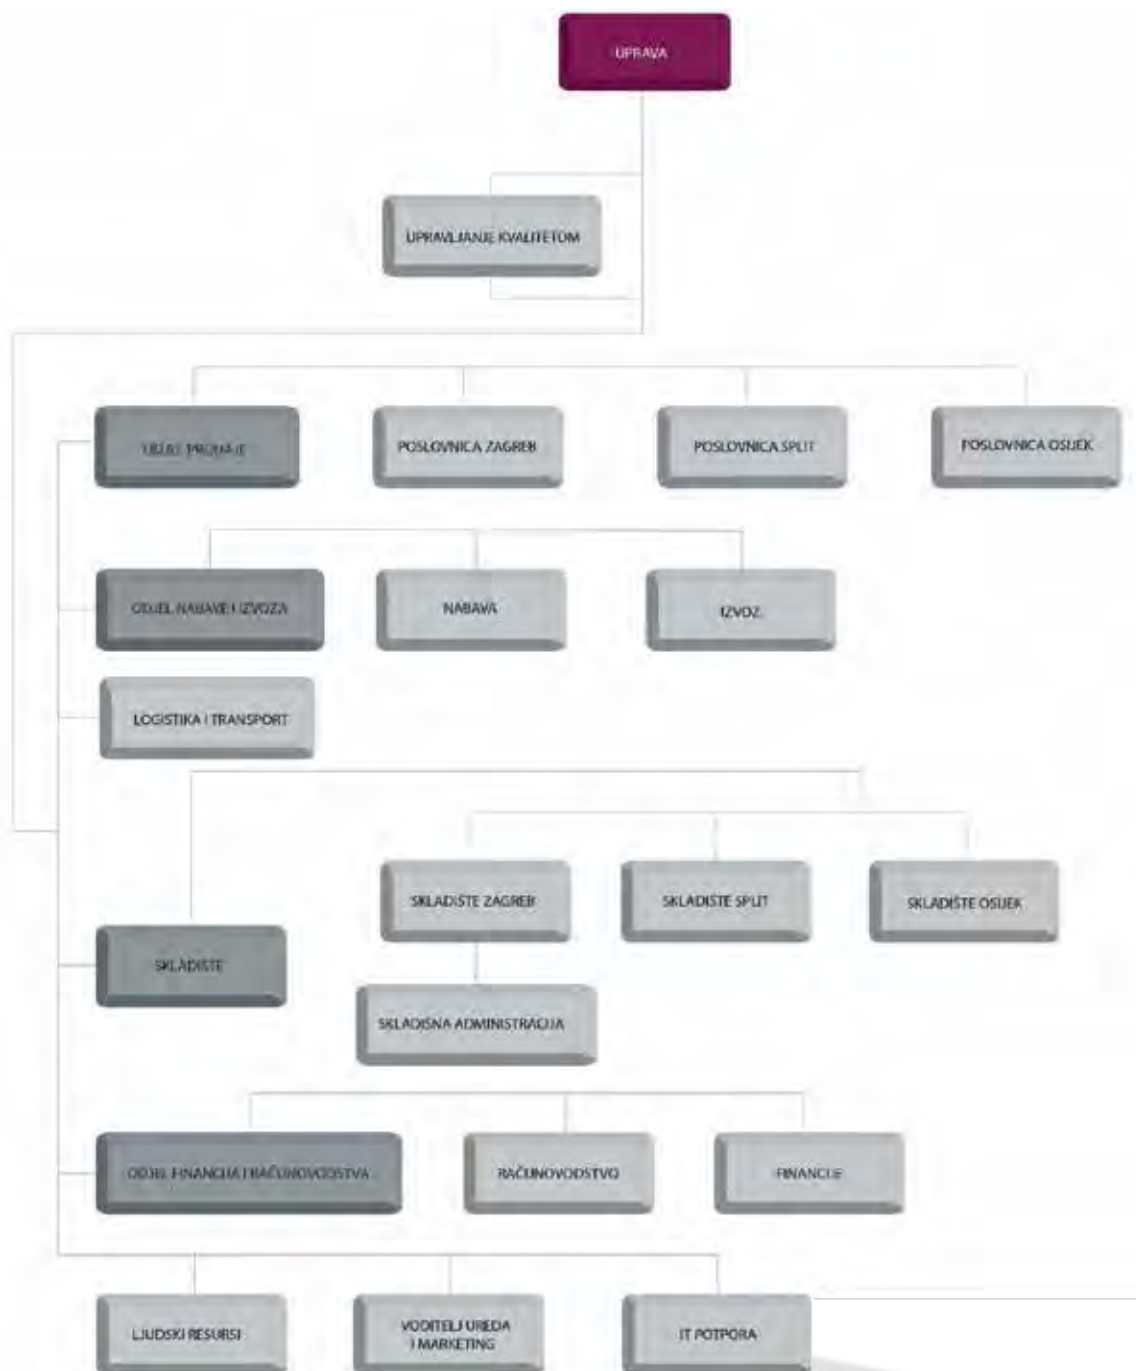 UPRAVA
UPRAVLJANJE KVALITETOM
ODJEL PRODAJE
POSLOVNICA ZAGREB
POSLOVNICA SPLIT
POSLOVNICA OSIJEK
ODJEL NABAVE I IZVOZA
NABAVA
IZVOZ
LOGISTIKA I TRANSPORT
SKLADIŠTE ZAGREB
SKLADIŠTE SPLIT
SKLADIŠTE OSIJEK
SKLADIŠTE
SKLADIŠNA ADMINISTRACIJA
ODJEL FINANCIJA I RAČUNOVODSTVA
RAČUNOVODSTVO
FINANCIJE
LJUDSKI RESURSI
VODITELJ UREDA
I MARKETING
IT POTPORA